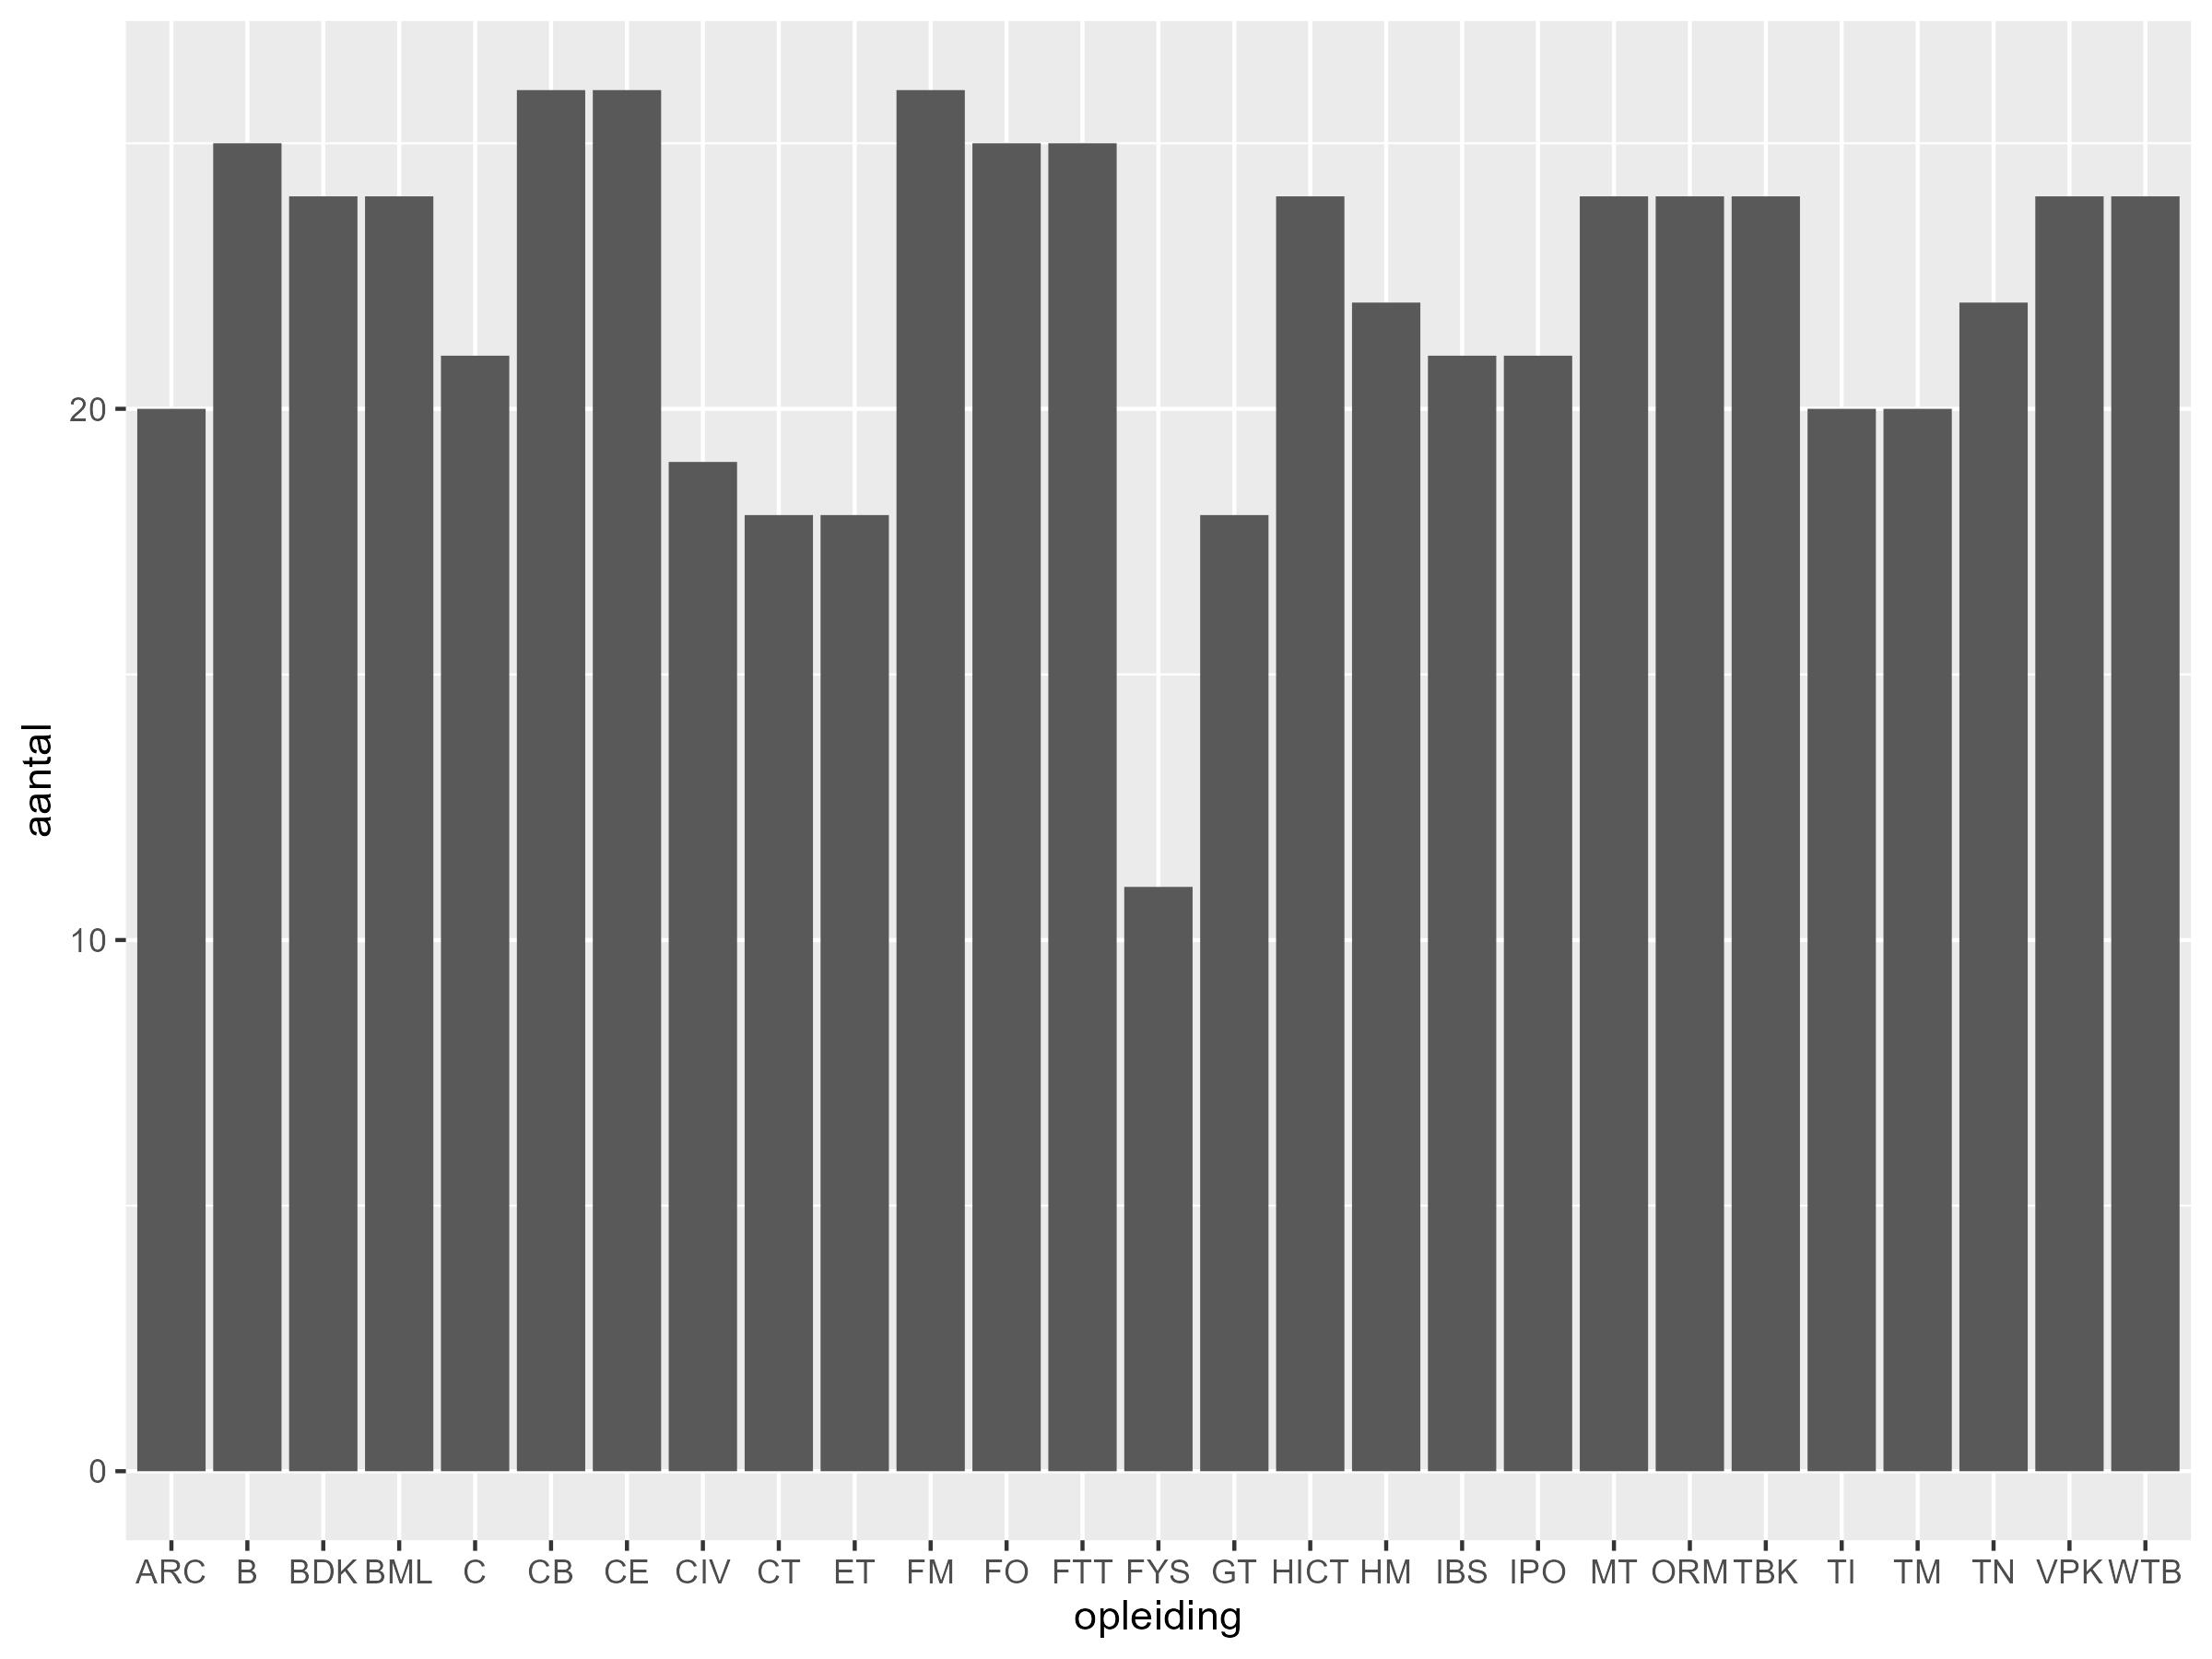 aantal
20
10
0
ARC B BDK BML C CB CE CIV CT ET FM FO FTT FYS GT HICT HM IBS IPO MT ORM TBK TI TM TN VPK WTB
opleiding